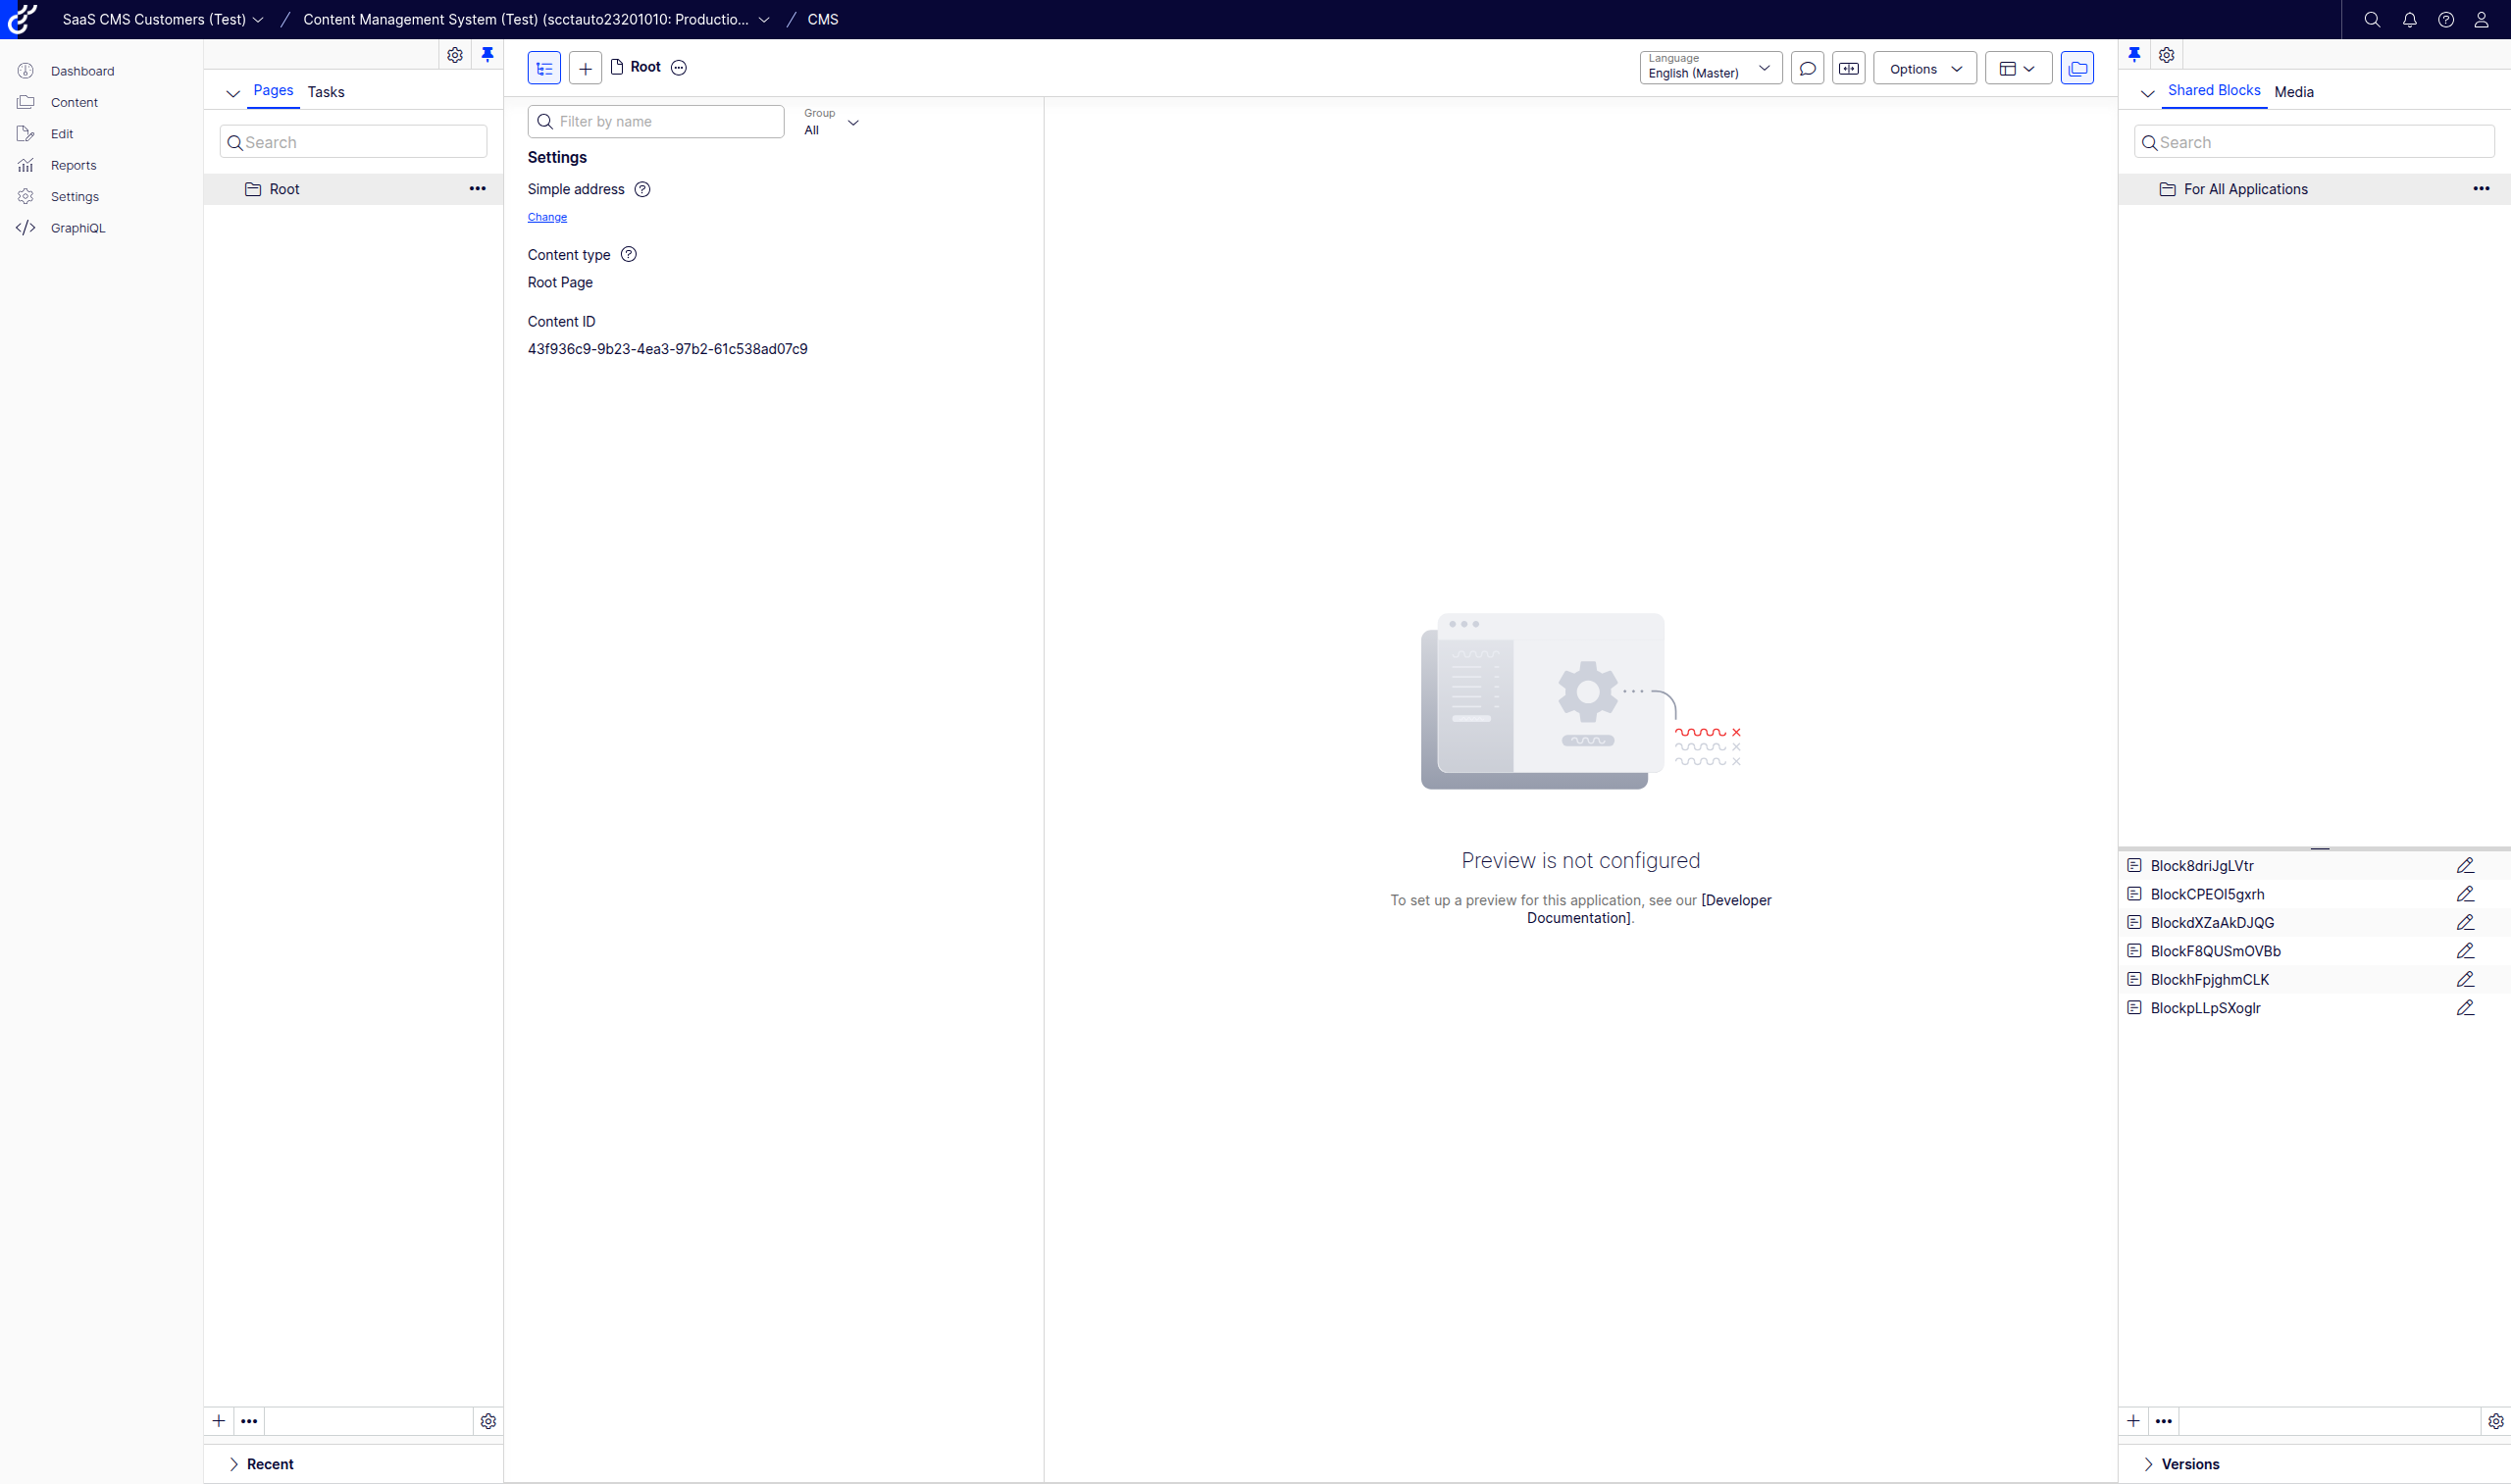 SaaS CMS Customers (Test) / Content Management System (Test) (scctauto23201010: Productio... / CMS
Dashboard
Content
Edit
Reports
Settings
GraphiQL
Pages Tasks
Search
Root
Recent
Root
Language
English (Master)
Options
Filter by name
Group
All
Settings
Simple address
Change
Content type
Root Page
Content ID
43f936c9-9b23-4ea3-97b2-61c538ad07c9
Preview is not configured
To set up a preview for this application, see our [Developer
Documentation].
Shared Blocks Media
Search
For All Applications
Block8driJgLVtr
BlockCPEOI5gxrh
BlockdXZaAkDJQG
BlockF8QUSmOVBb
BlockhFpjghmCLK
BlockpLLpSXoglr
Versions